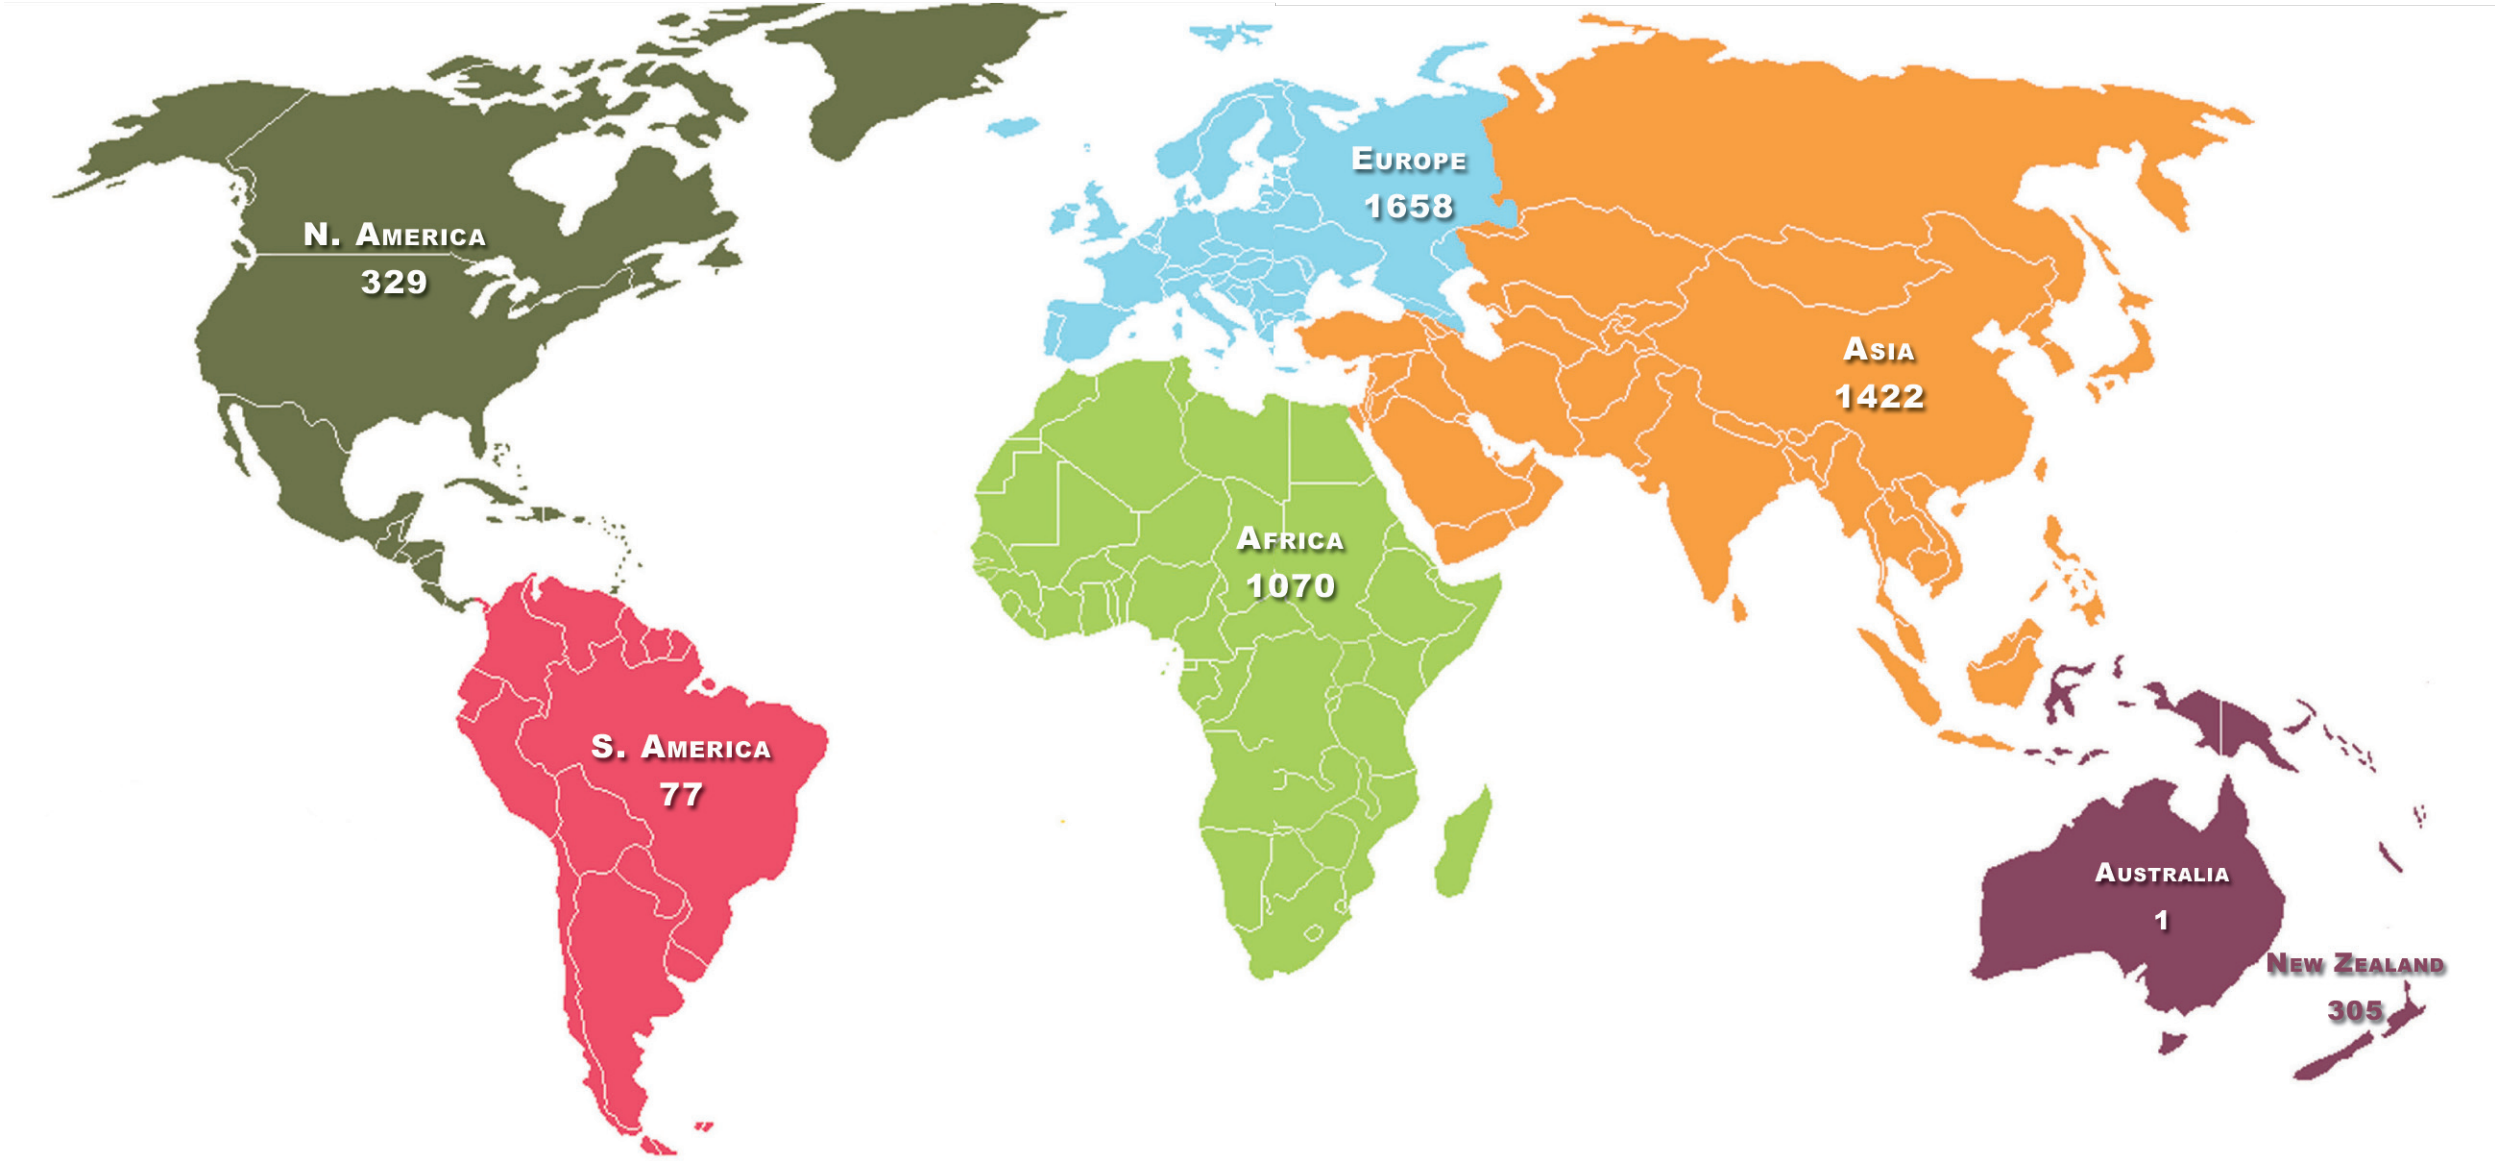 N. America
329
Europe
1658
Asia
1422
Africa
1070
S. America
77
Australia
1
New Zealand
305